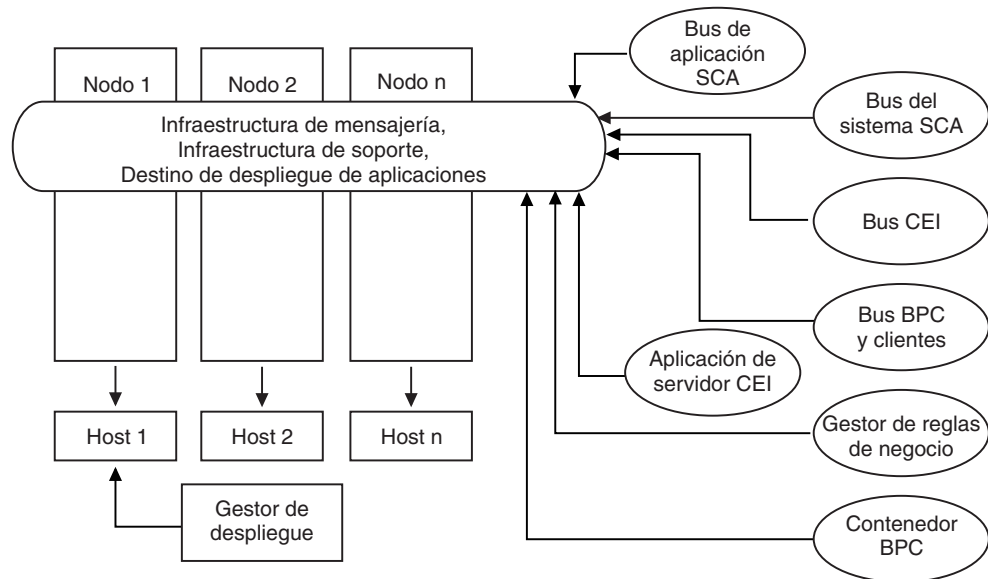 Nodo 1
Nodo 2
Nodo n
Infraestructura de mensajería,
Infraestructura de soporte,
Destino de despliegue de aplicaciones
Bus de
aplicación
SCA
Bus del
sistema SCA
Bus CEI
Bus BPC
y clientes
Aplicación de
servidor CEI
Gestor de reglas
de negocio
Contenedor
BPC
Host 1
Host 2
Host n
Gestor de
despliegue